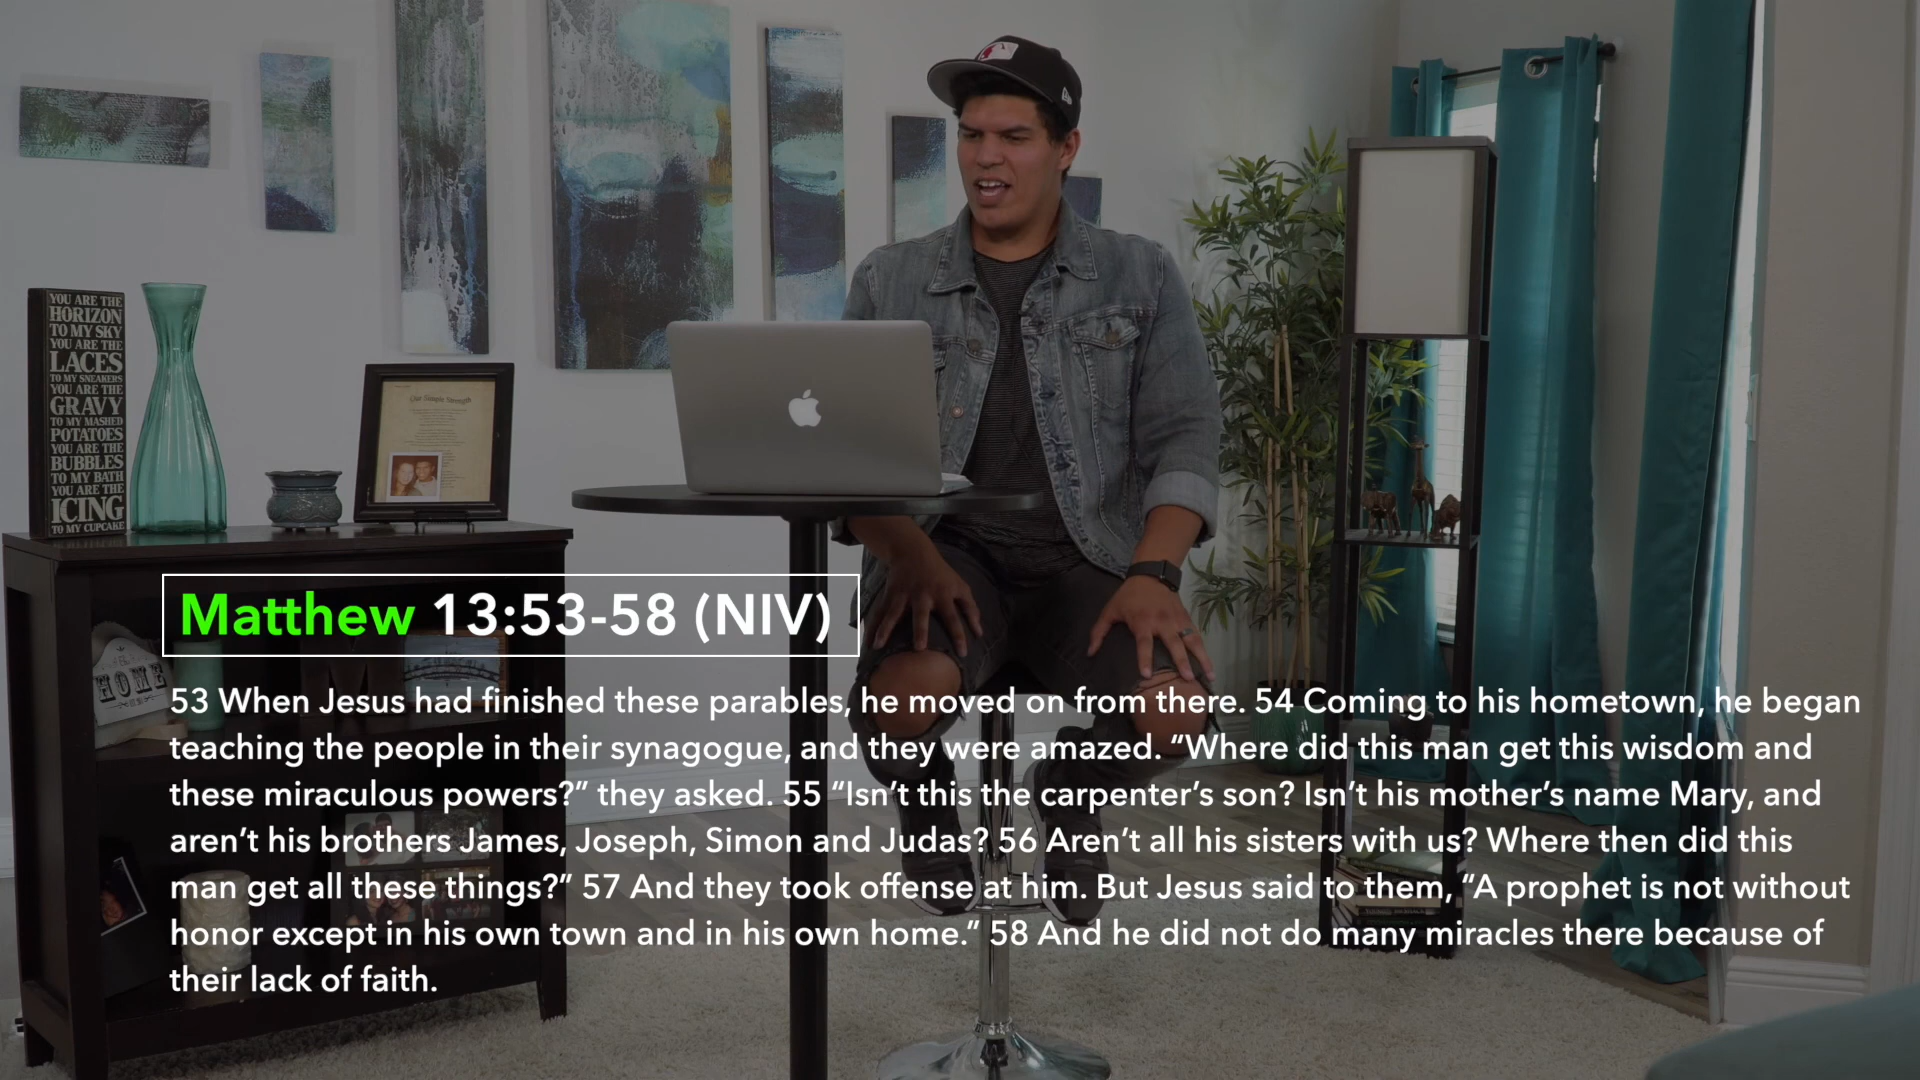 YOU ARE THE
HORIZON
TO MY SKY
YOU ARE THE
LACES
TO MY SNEAKERS
YOU ARE THE
GRAVY
TO MY MASHED
POTATOES
YOU ARE THE
BUBBLES
TO MY BATH
YOU ARE THE
ICING
TO MY CUPCAKE
Our Simple Strength
HOME
Matthew 13:53-58 (NIV)
53 When Jesus had finished these parables, he moved on from there. 54 Coming to his hometown, he began
teaching the people in their synagogue, and they were amazed. “Where did this man get this wisdom and
these miraculous powers?” they asked. 55 “Isn’t this the carpenter’s son? Isn’t his mother’s name Mary, and
aren’t his brothers James, Joseph, Simon and Judas? 56 Aren’t all his sisters with us? Where then did this
man get all these things?” 57 And they took offense at him. But Jesus said to them, “A prophet is not without
honor except in his own town and in his own home.” 58 And he did not do many miracles there because of
their lack of faith.